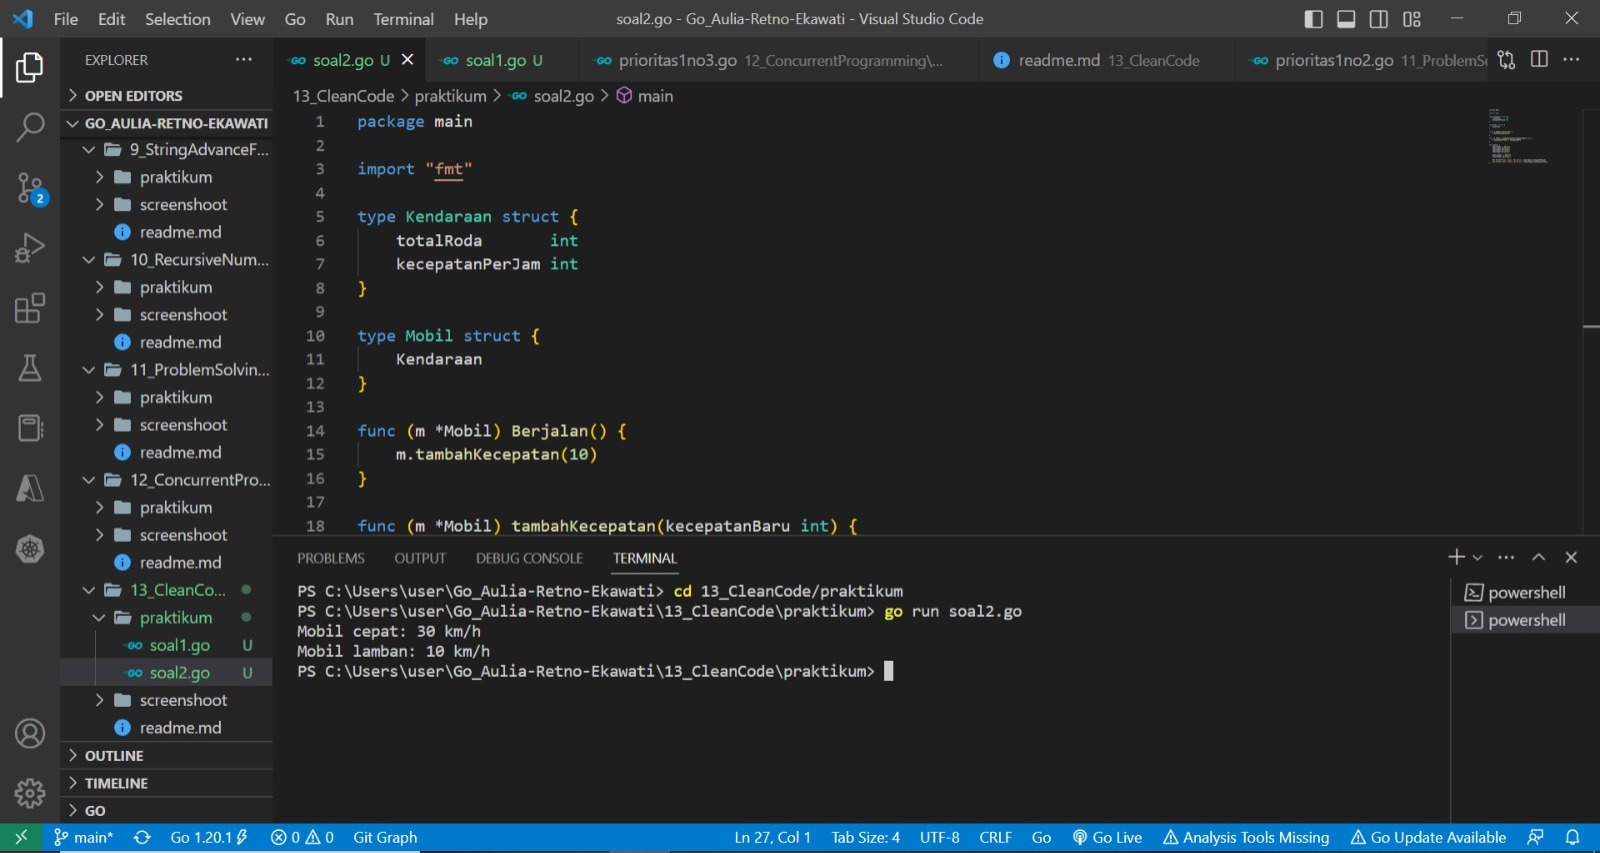 File Edit Selection View Go Run Terminal Help soal2.go - Go_Aulia-Retno-Ekawati - Visual Studio Code
EXPLORER
OPEN EDITORS
GO_AULIA-RETNO-EKAWATI
9_StringAdvanceF...
praktikum
screenshoot
readme.md
10_RecursiveNum...
praktikum
screenshoot
readme.md
11_ProblemSolvin...
praktikum
screenshoot
readme.md
12_ConcurrentPro...
praktikum
screenshoot
readme.md
13_CleanCo...
praktikum
soal1.go U
soal2.go U
screenshoot
readme.md
OUTLINE
TIMELINE
GO
2
soal2.go U soal1.go U prioritas1no3.go 12_ConcurrentProgramming\... readme.md 13_CleanCode prioritas1no2.go 11_ProblemSo
13_CleanCode > praktikum > soal2.go > main
1 package main
2
3 import "fmt"
4
5 type Kendaraan struct {
6 totalRoda int
7 kecepatanPerJam int
8 }
9
10 type Mobil struct {
11 Kendaraan
12 }
13
14 func (m *Mobil) Berjalan() {
15 m.tambahKecepatan(10)
16 }
17
18 func (m *Mobil) tambahKecepatan(kecepatanBaru int) {
PROBLEMS OUTPUT DEBUG CONSOLE TERMINAL
PS C:\Users\user\Go_Aulia-Retno-Ekawati> cd 13_CleanCode/praktikum
PS C:\Users\user\Go_Aulia-Retno-Ekawati\13_CleanCode\praktikum> go run soal2.go
Mobil cepat: 30 km/h
Mobil lamban: 10 km/h
PS C:\Users\user\Go_Aulia-Retno-Ekawati\13_CleanCode\praktikum>
powershell
powershell
main* Go 1.20.1 0 0 Git Graph Ln 27, Col 1 Tab Size: 4 UTF-8 CRLF Go Go Live Analysis Tools Missing Go Update Available